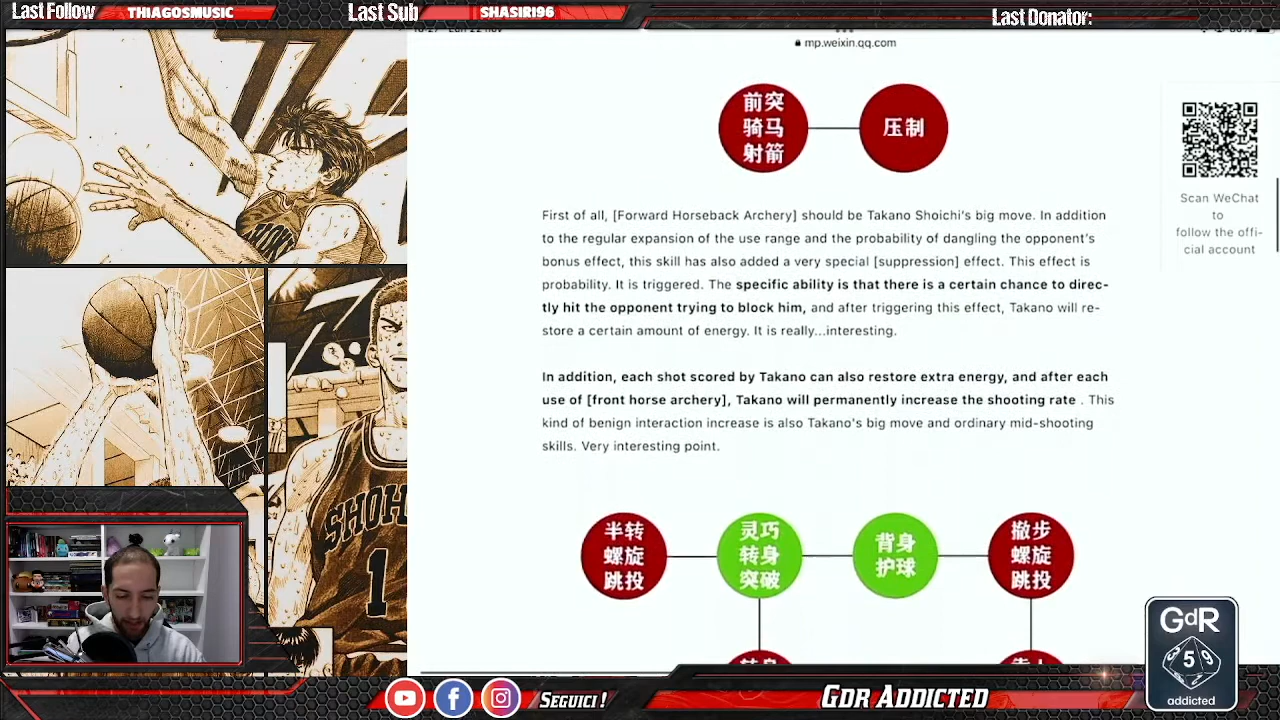 Last Follow
THIAGOSMUSIC
Last Sub
SHASIR196
Last Donator:
mp.weixin.qq.com
前突
骑马
射箭
压制
Scan WeChat
to
follow the offi-
cial account
First of all, [Forward Horseback Archery] should be Takano Shoichi's big move. In addition
to the regular expansion of the use range and the probability of dangling the opponent's
bonus effect, this skill has also added a very special [suppression] effect. This effect is
probability. It is triggered. The specific ability is that there is a certain chance to direc-
tly hit the opponent trying to block him, and after triggering this effect, Takano will re-
store a certain amount of energy. It is really...interesting.
In addition, each shot scored by Takano can also restore extra energy, and after each
use of [front horse archery], Takano will permanently increase the shooting rate . This
kind of benign interaction increase is also Takano's big move and ordinary mid-shooting
skills. Very interesting point.
半转
螺旋
跳投
灵巧
转身
突破
背身
护球
撤步
螺旋
跳投
SHOH
1
Seguici !
GdR Addicted
GdR
5 9
addicted